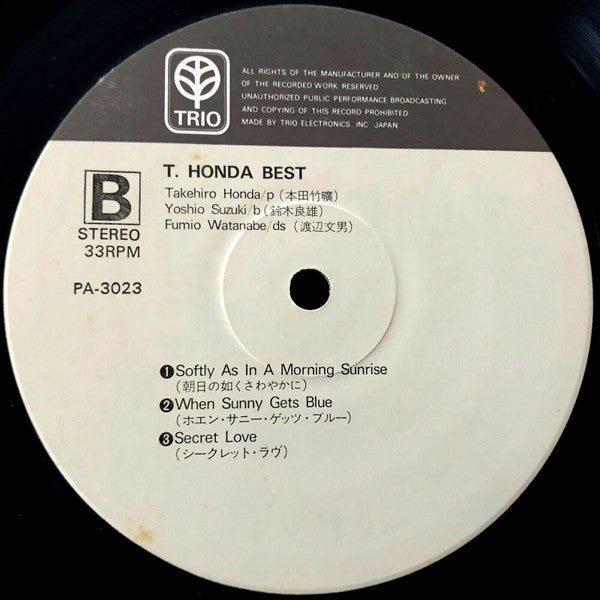 TRIO
ALL RIGHTS OF THE MANUFACTURER AND OF THE OWNER
OF THE RECORDED WORK RESERVED
UNAUTHORIZED PUBLIC PERFORMANCE BROADCASTING
AND COPYING OF THIS RECORD PROHIBITED
MADE BY TRIO ELECTRONICS. INC JAPAN
B
STEREO
33RPM
PA-3023
T. HONDA BEST
Takehiro Honda/p (本田竹曠)
Yoshio Suzuki/b (鈴木良雄)
Fumio Watanabe/ds (渡辺文男)
❶Softly As In A Morning Sunrise
(朝日の如くさわやかに)
❷When Sunny Gets Blue
(ホエン・サニー・ゲッツ・ブルー)
❸Secret Love
(シークレット・ラヴ)